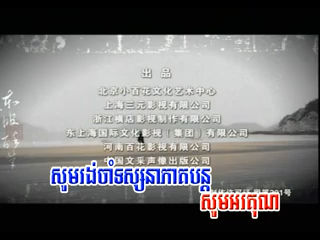 出 品
北京小百花文化艺术中心
上海三元影视有限公司
浙江横店影视制作有限公司
东上海国际文化影视（集团）有限公司
河南百花影视有限公司
中国文采声像出版公司
សូមរង់ចាំទស្សនាភាគបន្ត
សូមអរគុណ